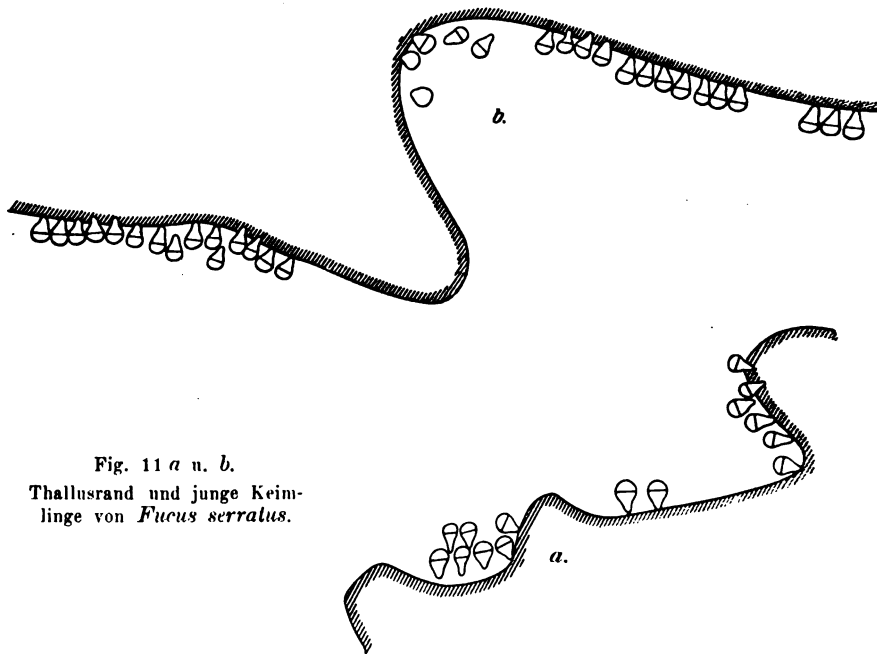 b.
a.
Fig. 11 a u. b.
Thallusrand und junge Keim-
linge von Fucus serratus.